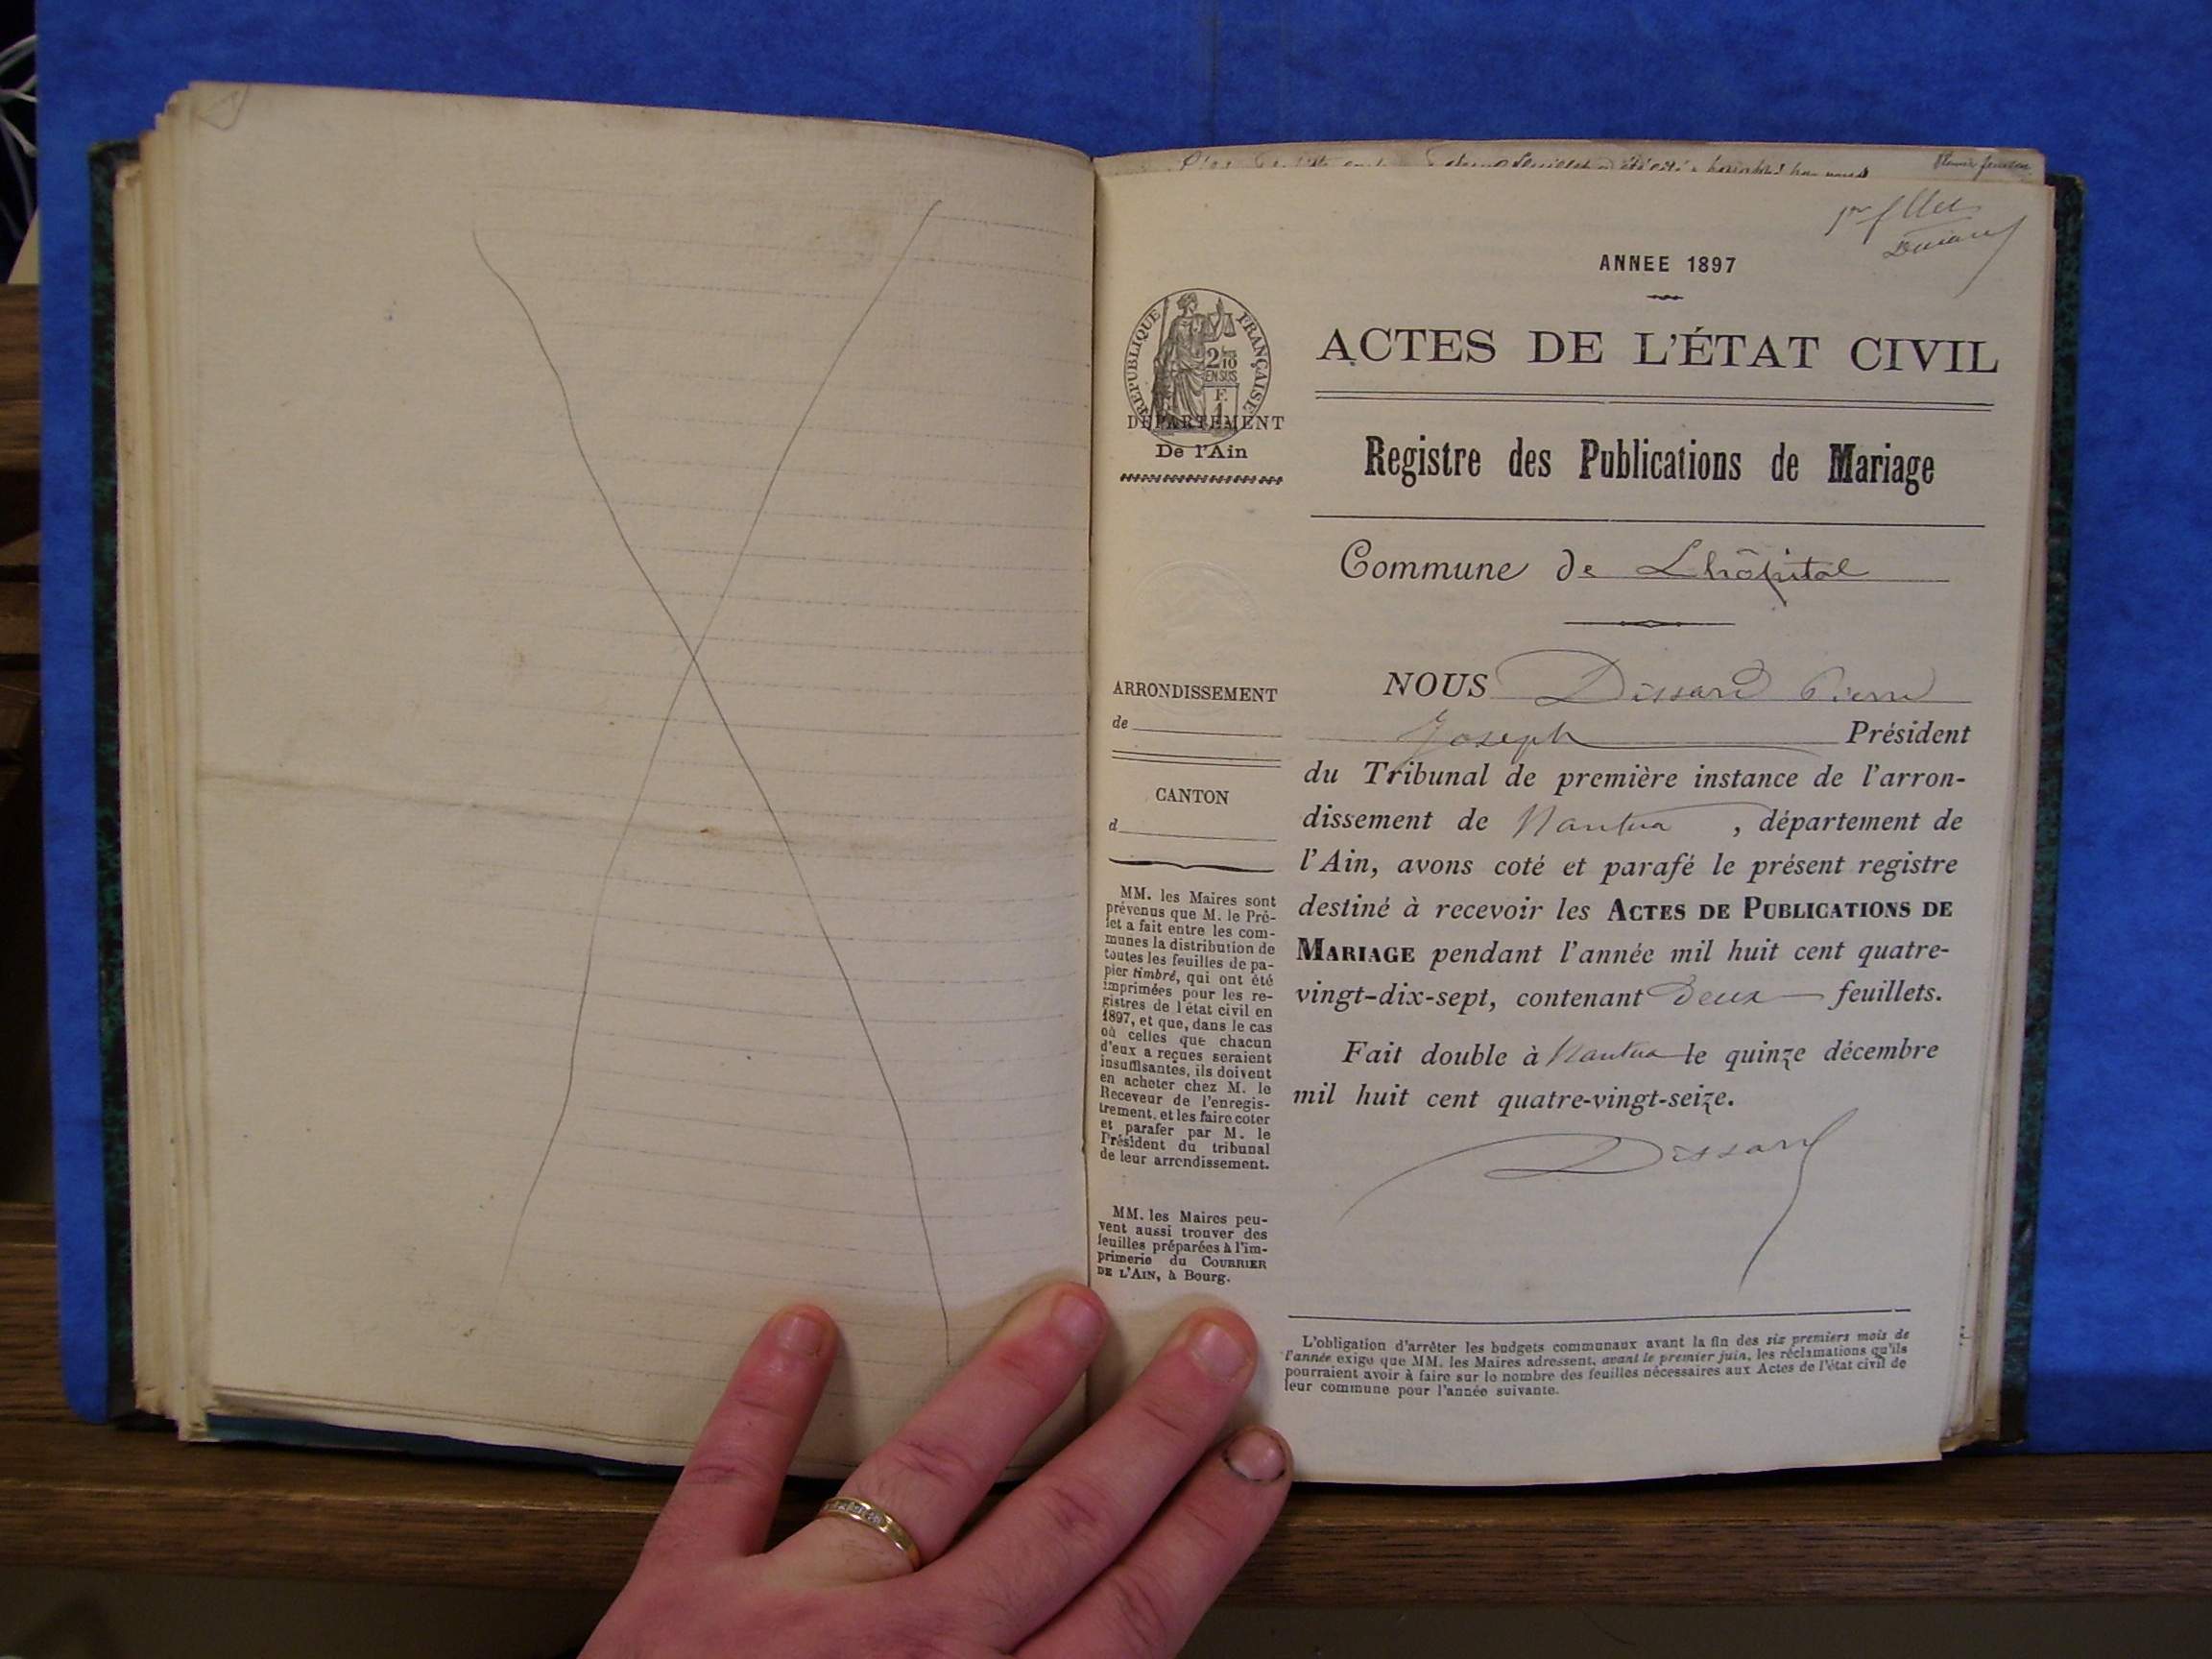 ANNEE 1897
RÉPUBLIQUE FRANÇAISE
2/10
EN SUS
F.
1
ACTES DE L'ÉTAT CIVIL
DÉPARTEMENT
De l'Ain
Registre des Publications de Mariage
Commune de Lhôpital
ARRONDISSEMENT
de
CANTON
d
MM. les Maires sont
prévenus que M. le Pré-
fet a fait entre les com-
munes la distribution de
toutes les feuilles de pa-
pier timbré, qui ont été
imprimées pour les re-
gistres de l'état civil en
1897, et que, dans le cas
où celles que chacun
d'eux a reçues seraient
insuffisantes, ils doivent
en acheter chez M. le
Receveur de l'enregis-
trement, et les faire coter
et parafer par M. le
Président du tribunal
de leur arrondissement.
MM. les Maires peu-
vent aussi trouver des
feuilles préparées à l'im-
primerie du COURRIER
DE L'AIN, à Bourg.
NOUS Dissard Pierre
Joseph Président
du Tribunal de première instance de l'arron-
dissement de Nantua, département de
l'Ain, avons coté et parafé le présent registre
destiné à recevoir les ACTES DE PUBLICATIONS DE
MARIAGE pendant l'année mil huit cent quatre-
vingt-dix-sept, contenant Deux feuillets.
Fait double à Nantua le quinze décembre
mil huit cent quatre-vingt-seize.
Dissard
L'obligation d'arrêter les budgets communaux avant la fin des six premiers mois de
l'année exige que MM. les Maires adressent, avant le premier juin, les réclamations qu'ils
pourraient avoir à faire sur le nombre des feuilles nécessaires aux Actes de l'état civil de
leur commune pour l'année suivante.